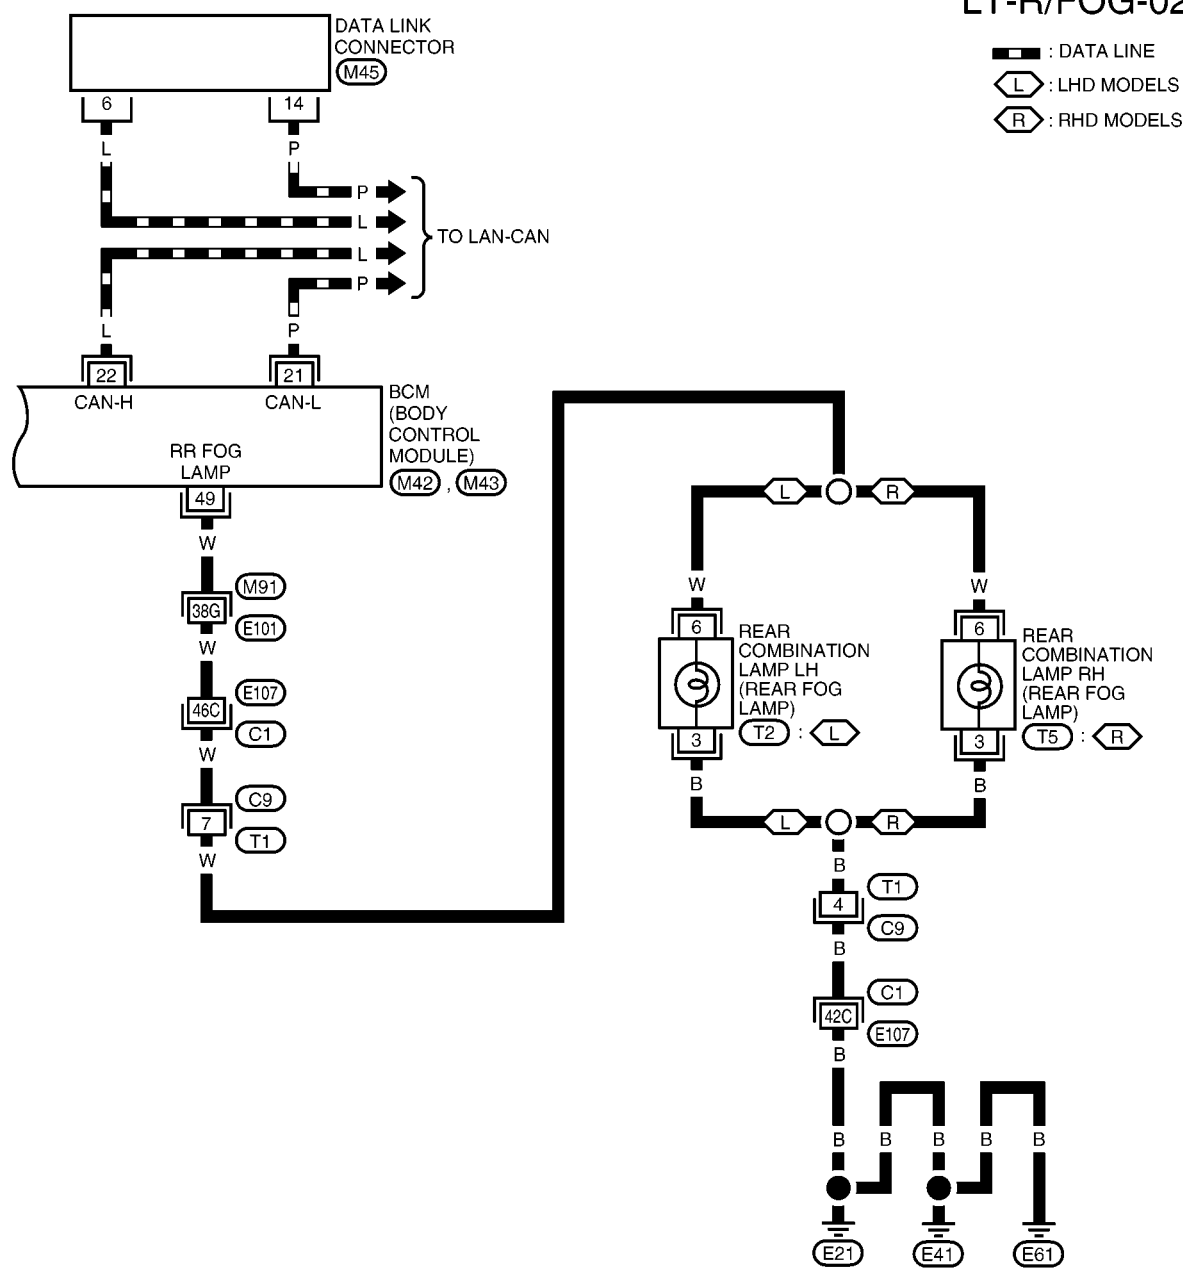 LT-R/FOG-02
: DATA LINE
L : LHD MODELS
R : RHD MODELS
DATA LINK
CONNECTOR
M45
6
14
L
P
P
L
L
P
TO LAN-CAN
L
P
22
21
CAN-H
CAN-L
RR FOG
LAMP
BCM
(BODY
CONTROL
MODULE)
M42 , M43
49
W
38G
M91
E101
W
46C
E107
C1
W
7
C9
T1
W
L
R
W
W
6
REAR
COMBINATION
LAMP LH
(REAR FOG
LAMP)
T2 : L
3
B
6
REAR
COMBINATION
LAMP RH
(REAR FOG
LAMP)
T5 : R
3
B
L
R
B
4
T1
C9
B
42C
C1
E107
B
B
B
B
B
B
E21
E41
E61